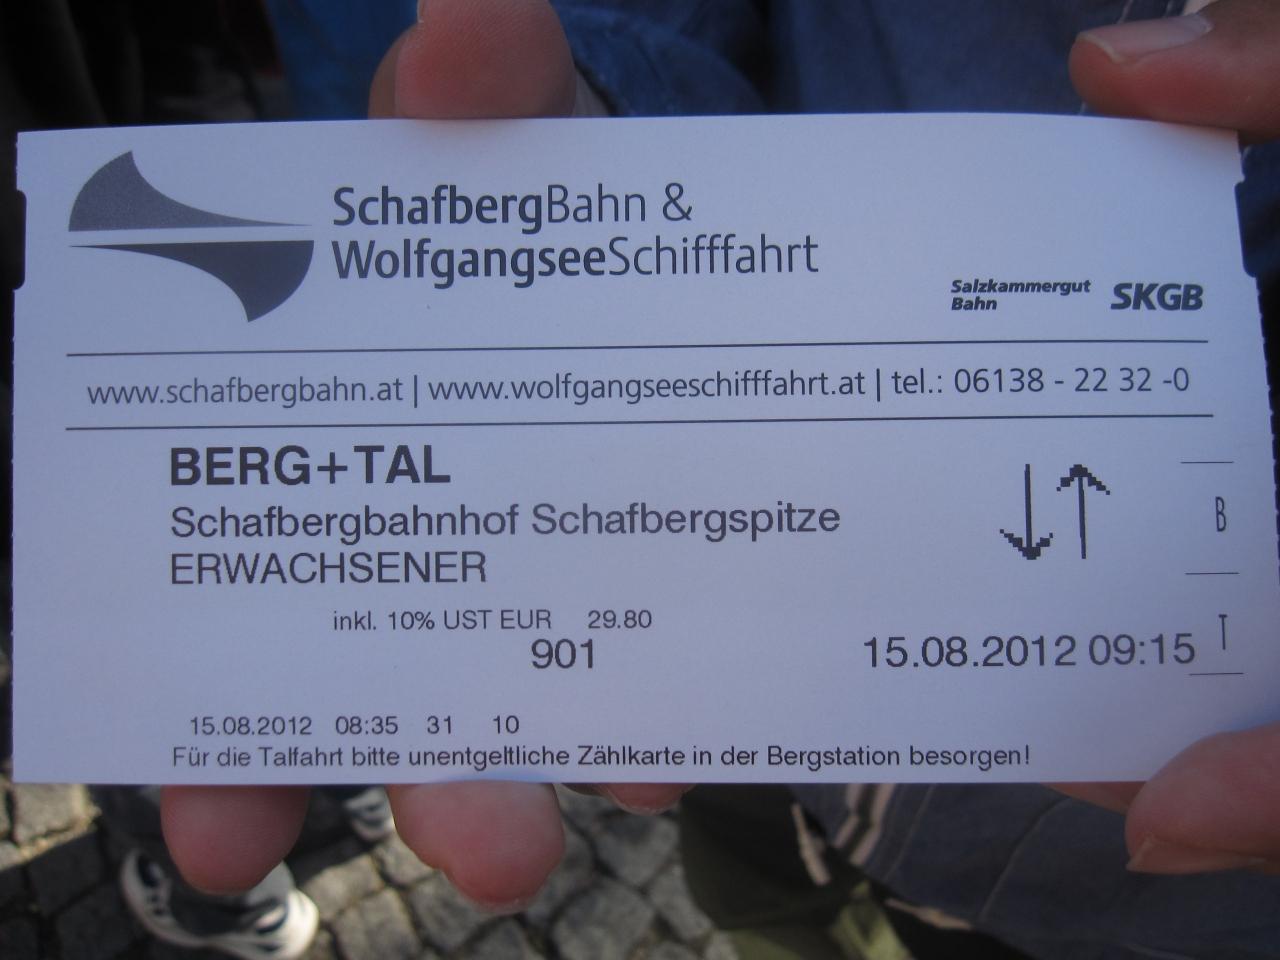 SchafbergBahn &
WolfgangseeSchifffahrt
Salzkammergut
Bahn
SKGB
www.schafbergbahn.at | www.wolfgangseeschifffahrt.at | tel.: 06138 - 22 32 -0
BERG+TAL
Schafbergbahnhof Schafbergspitze
ERWACHSENER
B
inkl. 10% UST EUR 29.80
901
15.08.2012 09:15
T
15.08.2012 08:35 31 10
Für die Talfahrt bitte unentgeltliche Zählkarte in der Bergstation besorgen!